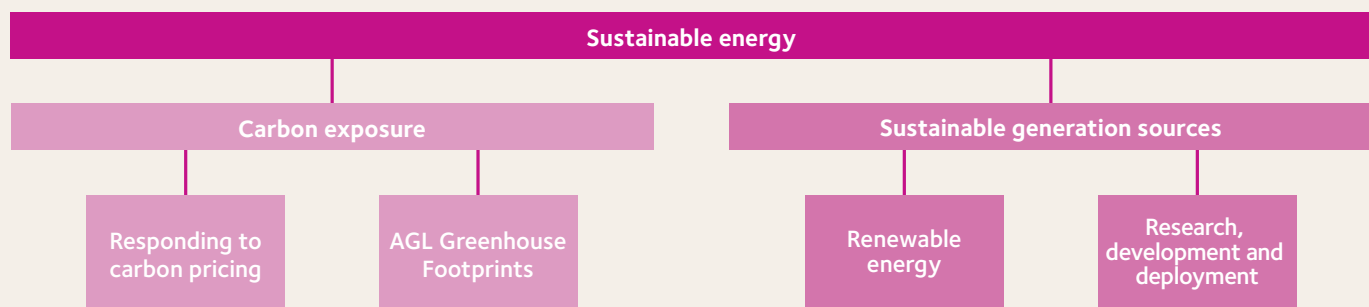 Sustainable energy
Carbon exposure
Sustainable generation sources
Responding to
carbon pricing
AGL Greenhouse
Footprints
Renewable
energy
Research,
development and
deployment